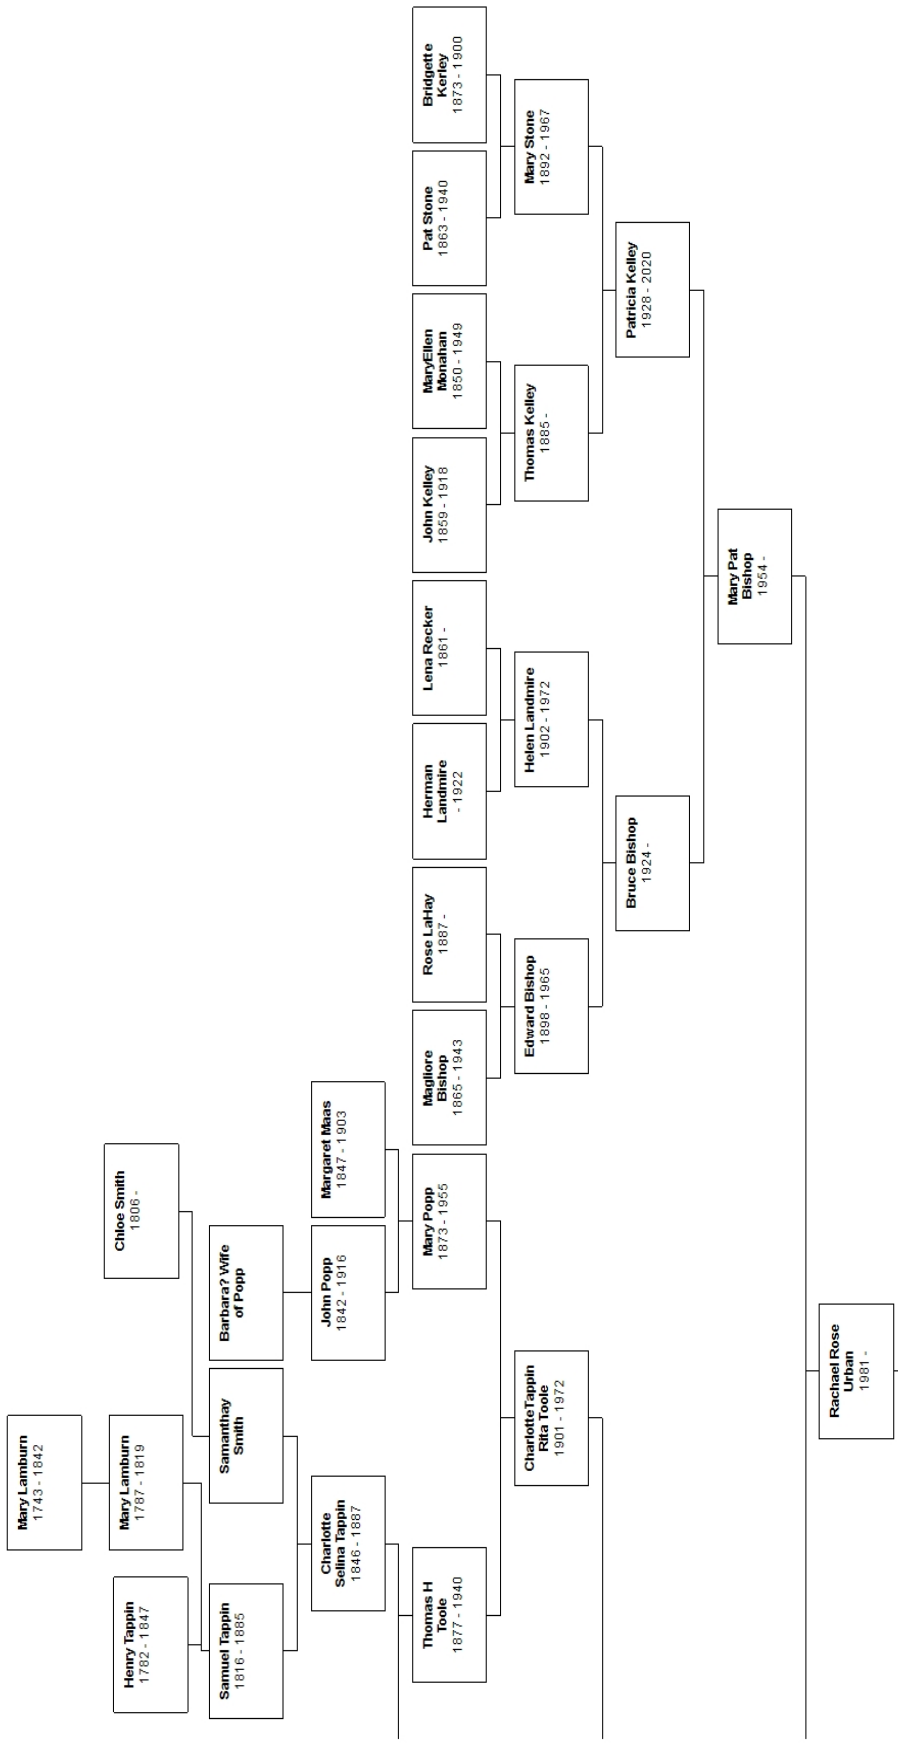 Mary Lamburn
1743 - 1842
Henry Tappin
1782 - 1847
Mary Lamburn
1787 - 1819
Chloe Smith
1806 -
Samuel Tappin
1816 - 1885
Samanthay
Smith
Barbara? Wife
of Popp
Charlotte
Selina Tappin
1846 - 1887
John Popp
1842 - 1916
Margaret Maas
1847 - 1903
Thomas H
Toole
1877 - 1940
Mary Popp
1873 - 1955
Magliore
Bishop
1865 - 1943
Rose LaHay
1887 -
Herman
Landmire
- 1922
Lena Recker
1861 -
John Kelley
1859 - 1918
MaryEllen
Monahan
1850 - 1949
Pat Stone
1863 - 1940
Bridgette
Kerley
1873 - 1900
CharlotteTappin
Rita Toole
1901 - 1972
Edward Bishop
1898 - 1965
Helen Landmire
1902 - 1972
Thomas Kelley
1885 -
Mary Stone
1892 - 1967
Bruce Bishop
1924 -
Patricia Kelley
1928 - 2020
Mary Pat
Bishop
1954 -
Rachael Rose
Urban
1981 -